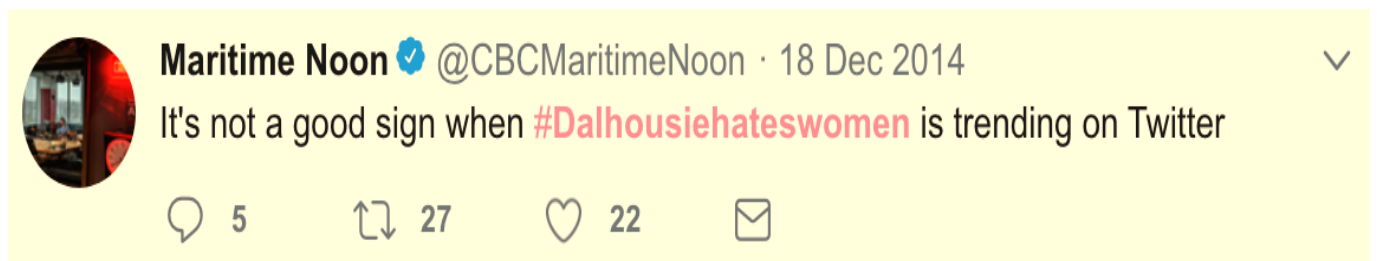 Maritime Noon @CBCMaritimeNoon · 18 Dec 2014
It's not a good sign when #Dalhousiehateswomen is trending on Twitter
5 27 22